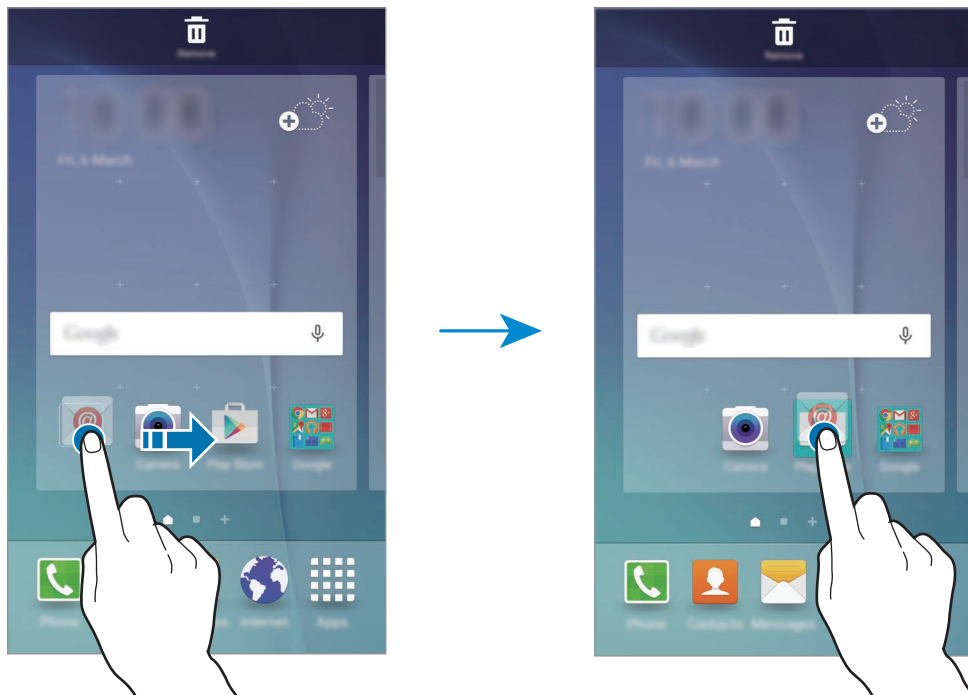 Remove
Fri, 6 March
Google
Camera Play Store Google
Phone Internet Apps
Remove
Fri, 6 March
Google
Camera Google
Phone Contacts Messages